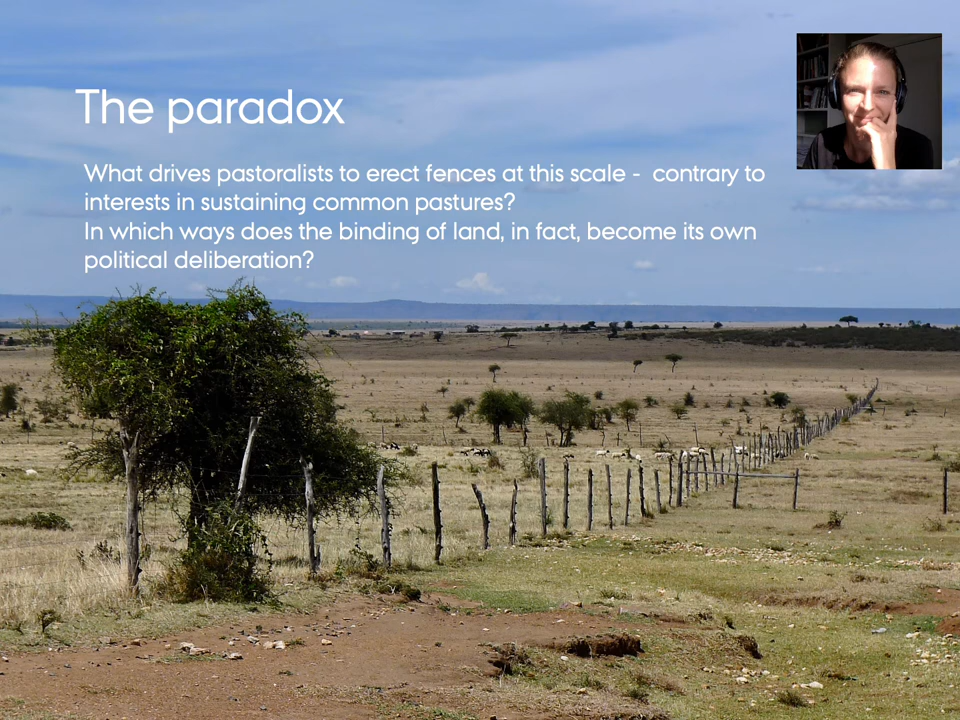 The paradox
What drives pastoralists to erect fences at this scale -  contrary to
interests in sustaining common pastures?
In which ways does the binding of land, in fact, become its own
political deliberation?